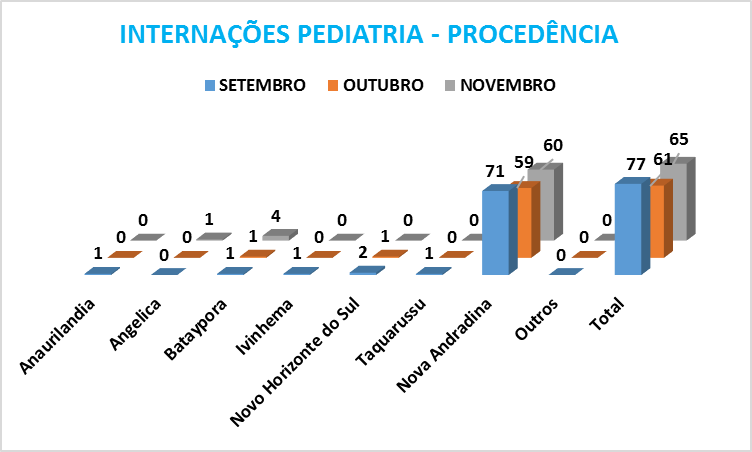 INTERNAÇÕES PEDIATRIA - PROCEDÊNCIA
SETEMBRO OUTUBRO NOVEMBRO
1 0 0
0 0 1
1 1 4
1 0 0
2 1 0
1 0 0
71 59 60
0 0 0
77 61 65
Anaurilandia
Angelica
Bataypora
Ivinhema
Novo Horizonte do Sul
Taquarussu
Nova Andradina
Outros
Total